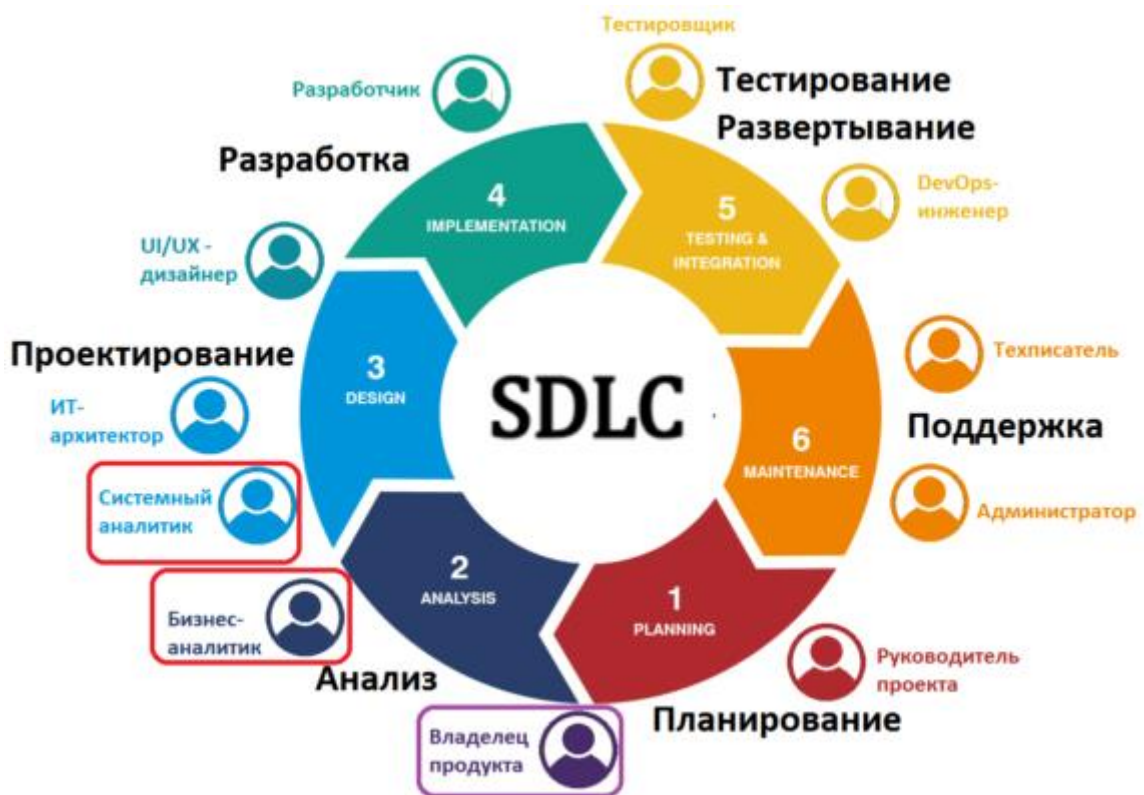 Тестировщик
Тестирование
Развертывание
Разработчик
Разработка
DevOps-
инженер
4
IMPLEMENTATION
5
TESTING &
INTEGRATION
UI/UX -
дизайнер
Проектирование
3
DESIGN
ИТ-
архитектор
SDLC
Техписатель
Поддержка
6
MAINTENANCE
Администратор
Системный
аналитик
2
ANALYSIS
1
PLANNING
Бизнес-
аналитик
Анализ
Руководитель
проекта
Планирование
Владелец
продукта